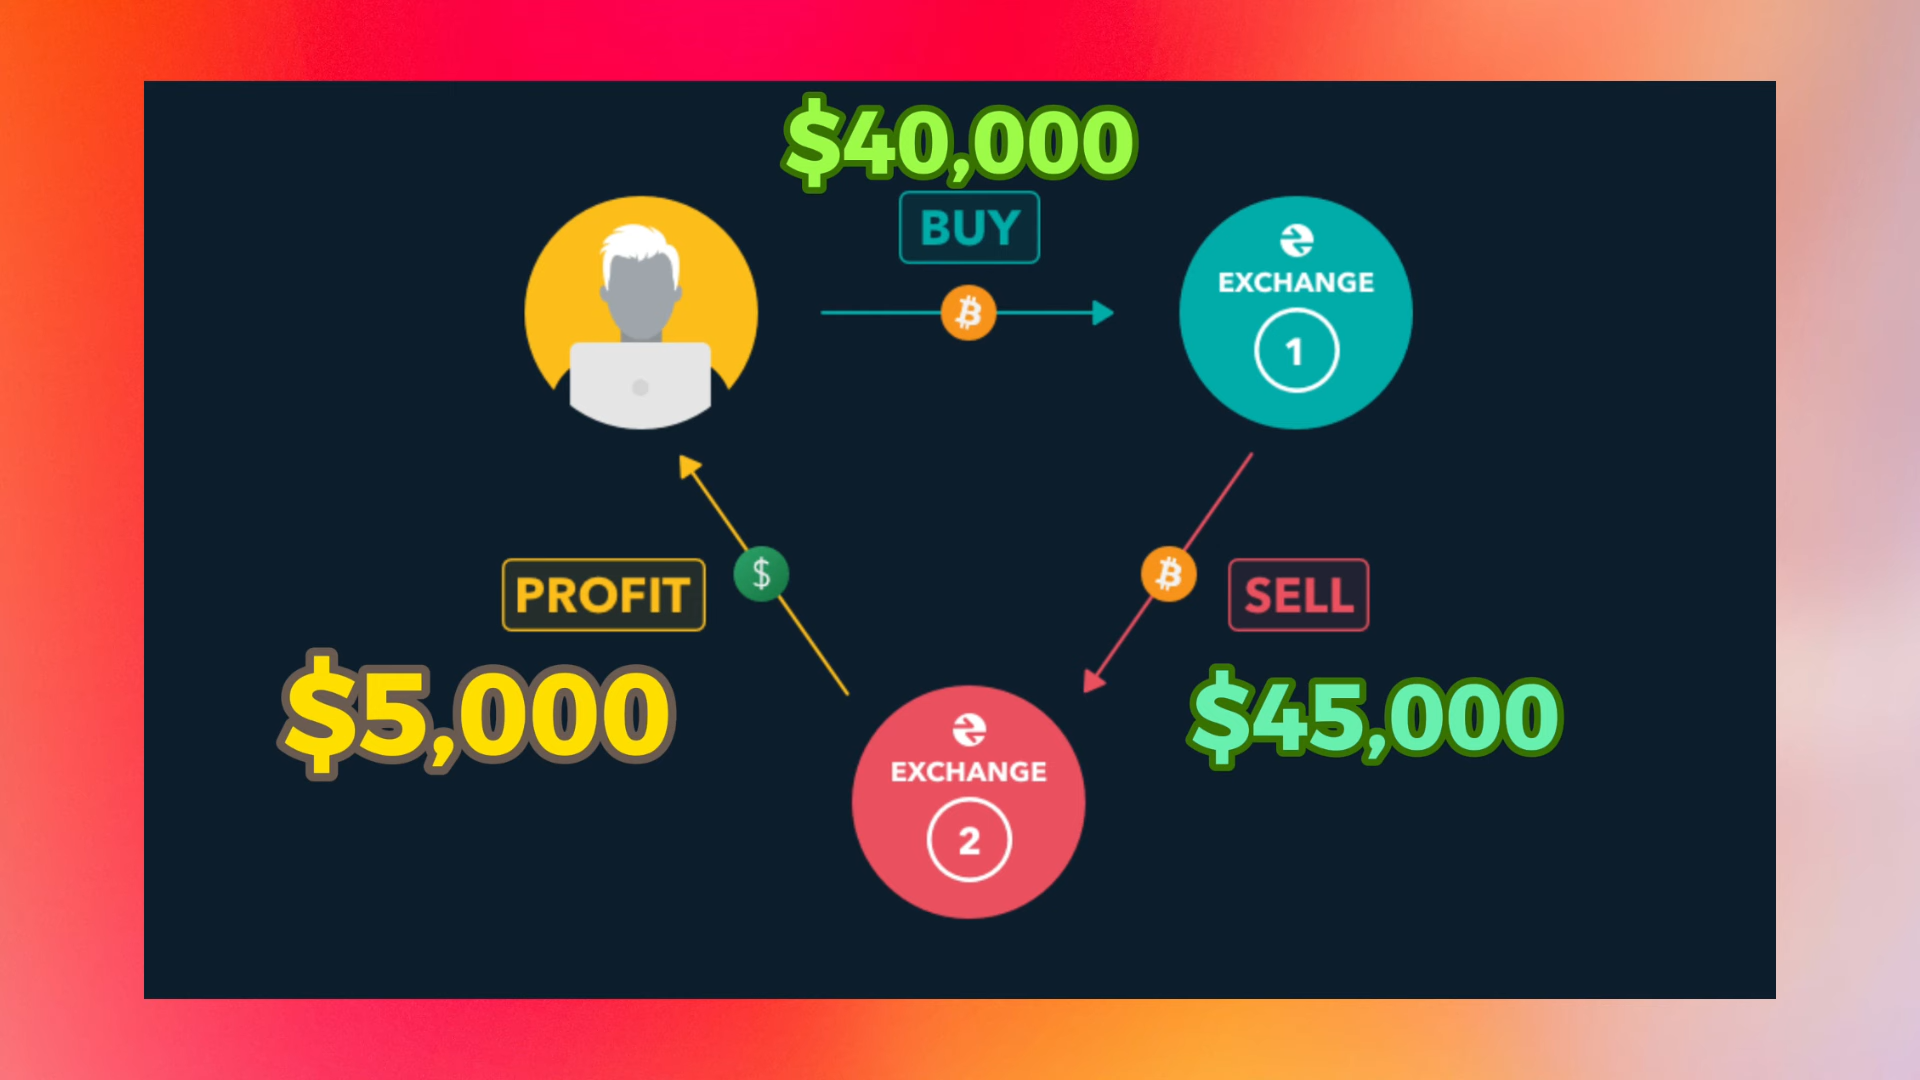 $40,000
BUY
EXCHANGE
1
PROFIT
$
SELL
$5,000
$45,000
EXCHANGE
2